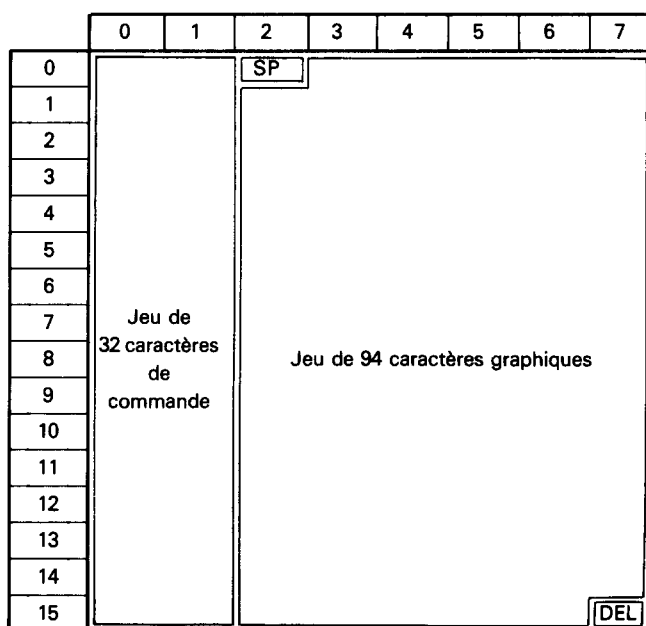 0 1 2 3 4 5 6 7
0 SP
1
2
3
4
5
6
7 Jeu de
32 caractères
8 Jeu de 94 caractères graphiques
de
9 commande
10
11
12
13
14
15 DEL